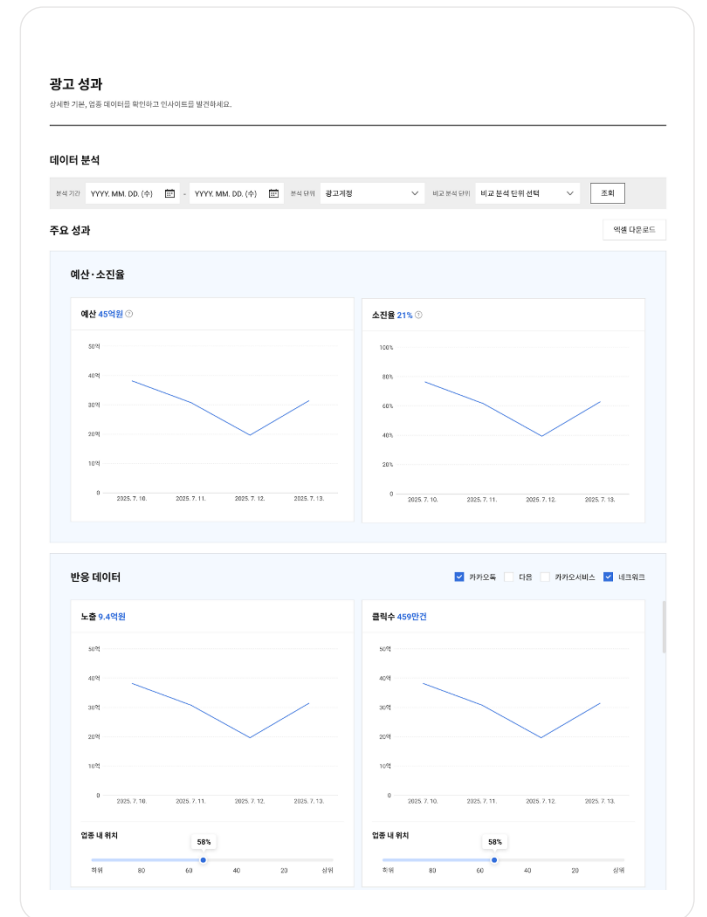 광고 성과
상세한 기본, 업종 데이터를 확인하고 인사이트를 발견하세요.
데이터 분석
분석 기간 YYYY. MM. DD. (수) - YYYY. MM. DD. (수) 분석 단위 광고계정 비교 분석 단위 비교 분석 단위 선택 조회
주요 성과 엑셀 다운로드
예산·소진율
예산 45억원 소진율 21%
50억
40억
30억
20억
10억
0
2025. 7. 10. 2025. 7. 11. 2025. 7. 12. 2025. 7. 13.
100%
80%
60%
40%
20%
0
2025. 7. 10. 2025. 7. 11. 2025. 7. 12. 2025. 7. 13.
반응 데이터 카카오톡 다음 카카오서비스 네크워크
노출 9.4억원 클릭수 459만건
50억
40억
30억
20억
10억
0
2025. 7. 10. 2025. 7. 11. 2025. 7. 12. 2025. 7. 13.
50억
40억
30억
20억
10억
0
2025. 7. 10. 2025. 7. 11. 2025. 7. 12. 2025. 7. 13.
업종 내 위치
58%
하위 80 60 40 20 상위
업종 내 위치
58%
하위 80 60 40 20 상위